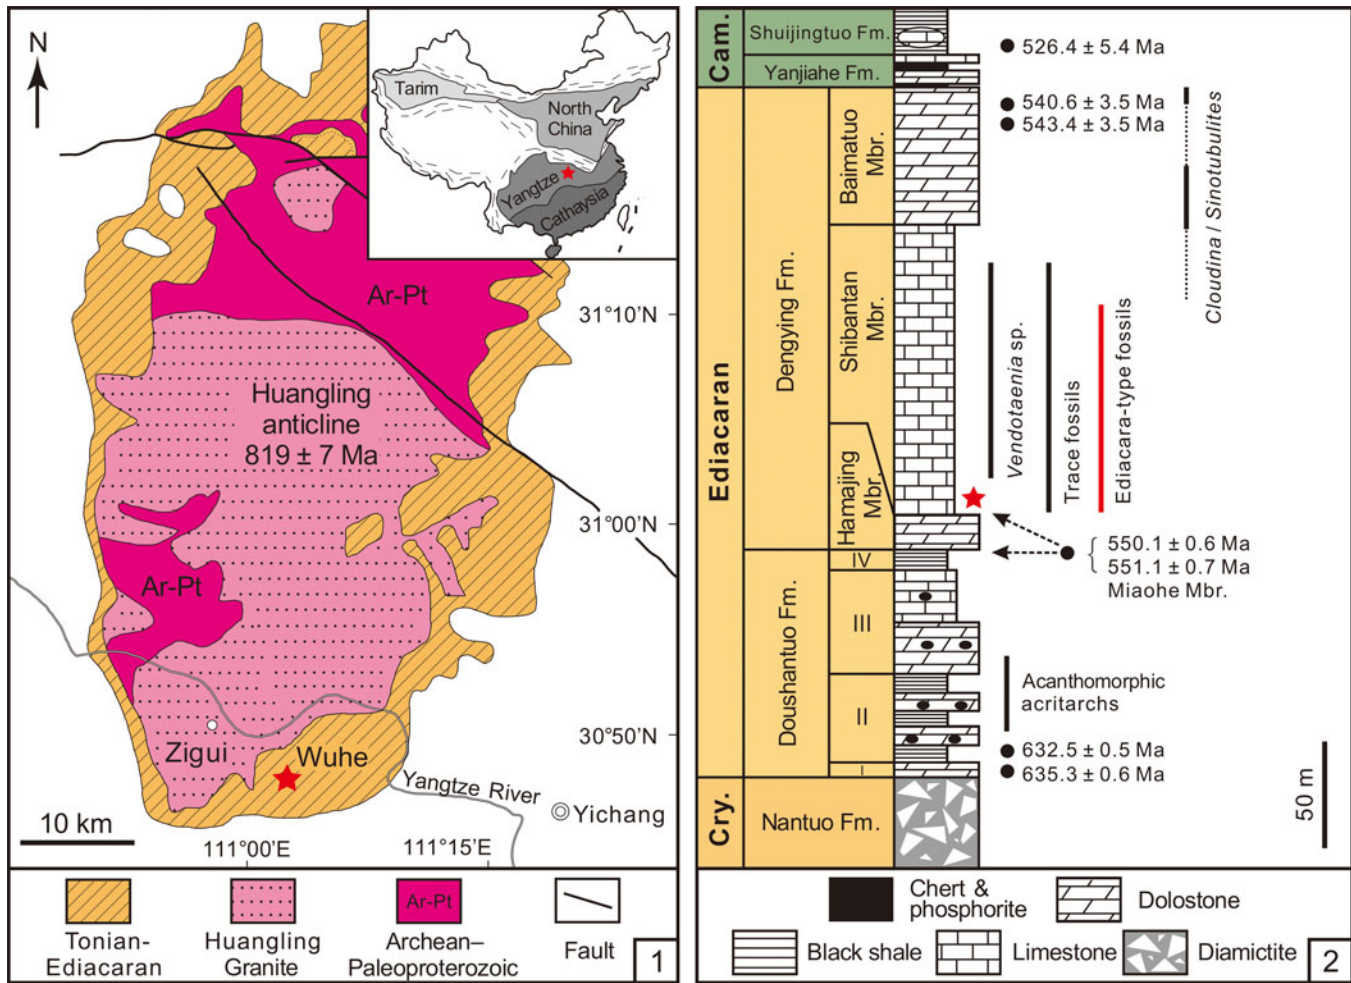 N
Tarim
North
China
Yangtze
Cathaysia
Ar-Pt
31°10'N
Huangling
anticline
819 ± 7 Ma
31°00'N
Ar-Pt
30°50'N
Zigui
Wuhe
Yangtze River
Yichang
10 km
111°00'E
111°15'E
Tonian-
Ediacaran
Huangling
Granite
Ar-Pt
Archean–
Paleoproterozoic
Fault
1
Cam.
Shuijingtuo Fm.
Yanjiahe Fm.
526.4 ± 5.4 Ma
540.6 ± 3.5 Ma
543.4 ± 3.5 Ma
Ediacaran
Dengying Fm.
Baimatuo
Mbr.
Shibantan
Mbr.
Hamajing
Mbr.
Cloudina / Sinotubulites
Vendotaenia sp.
Trace fossils
Ediacara-type fossils
550.1 ± 0.6 Ma
551.1 ± 0.7 Ma
Miaohe Mbr.
Doushantuo Fm.
IV
III
II
I
Acanthomorphic
acritarchs
632.5 ± 0.5 Ma
635.3 ± 0.6 Ma
Cry.
Nantuo Fm.
50 m
Chert &
phosphorite
Dolostone
Black shale
Limestone
Diamictite
2